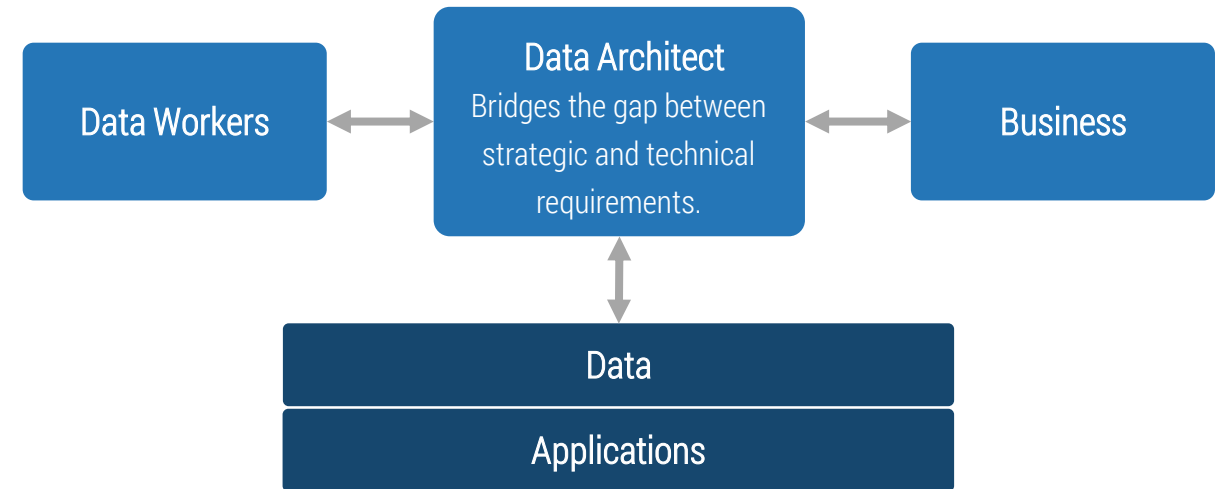 Data Workers
Data Architect
Bridges the gap between
strategic and technical
requirements.
Business
Data
Applications